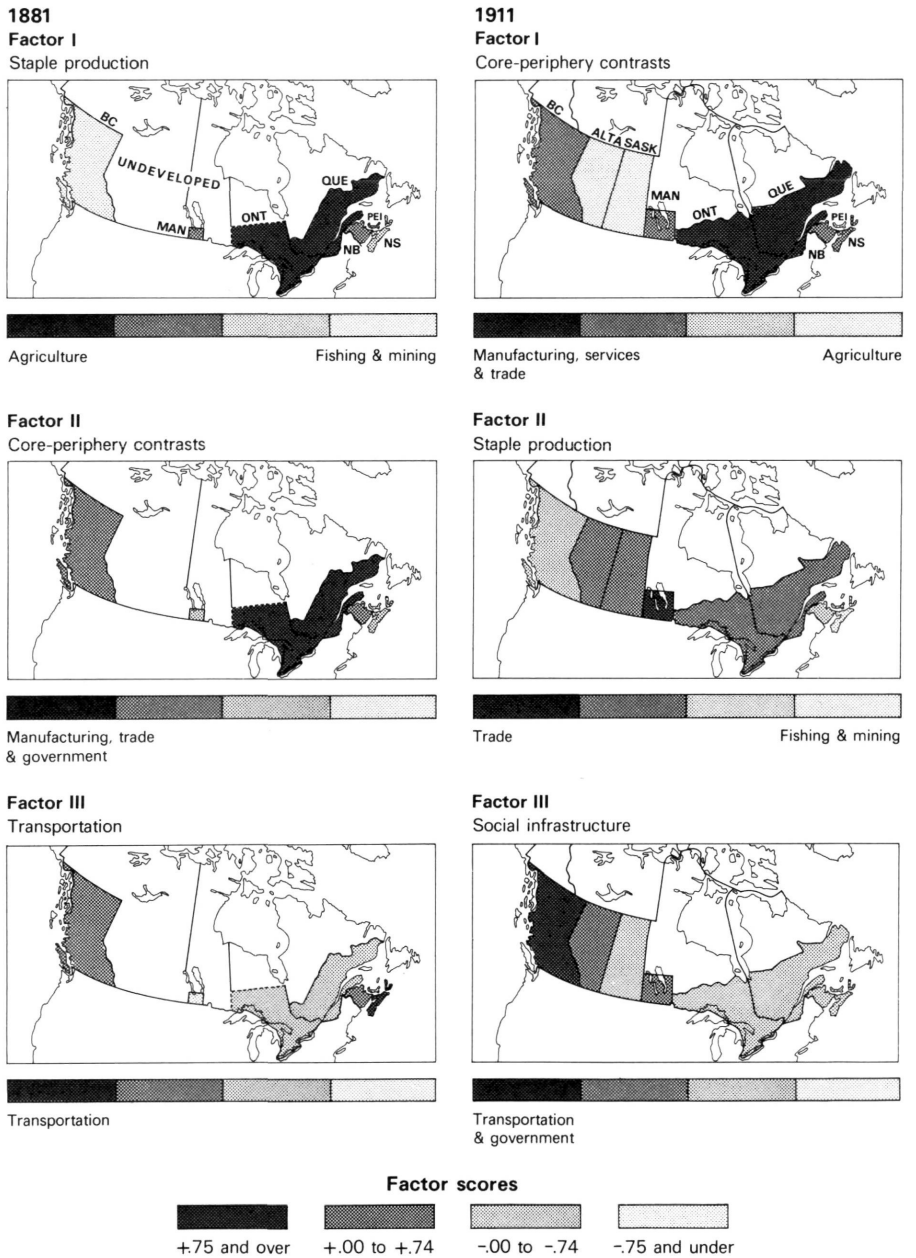 1881
Factor I
Staple production
BC
UNDEVELOPED
MAN
ONT
QUE
PEI
NB
NS
Agriculture Fishing & mining
Factor II
Core-periphery contrasts
Manufacturing, trade
& government
Factor III
Transportation
Transportation
1911
Factor I
Core-periphery contrasts
BC
ALTA SASK
MAN
ONT
QUE
PEI
NB
NS
Manufacturing, services Agriculture
& trade
Factor II
Staple production
Trade Fishing & mining
Factor III
Social infrastructure
Transportation
& government
Factor scores
+.75 and over +.00 to +.74 -.00 to -.74 -.75 and under